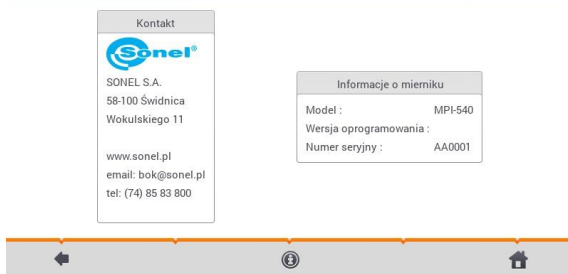 Kontakt
Sonel®
SONEL S.A.
58-100 Świdnica
Wokulskiego 11
www.sonel.pl
email: bok@sonel.pl
tel: (74) 85 83 800
Informacje o mierniku
Model : MPI-540
Wersja oprogramowania :
Numer seryjny : AA0001